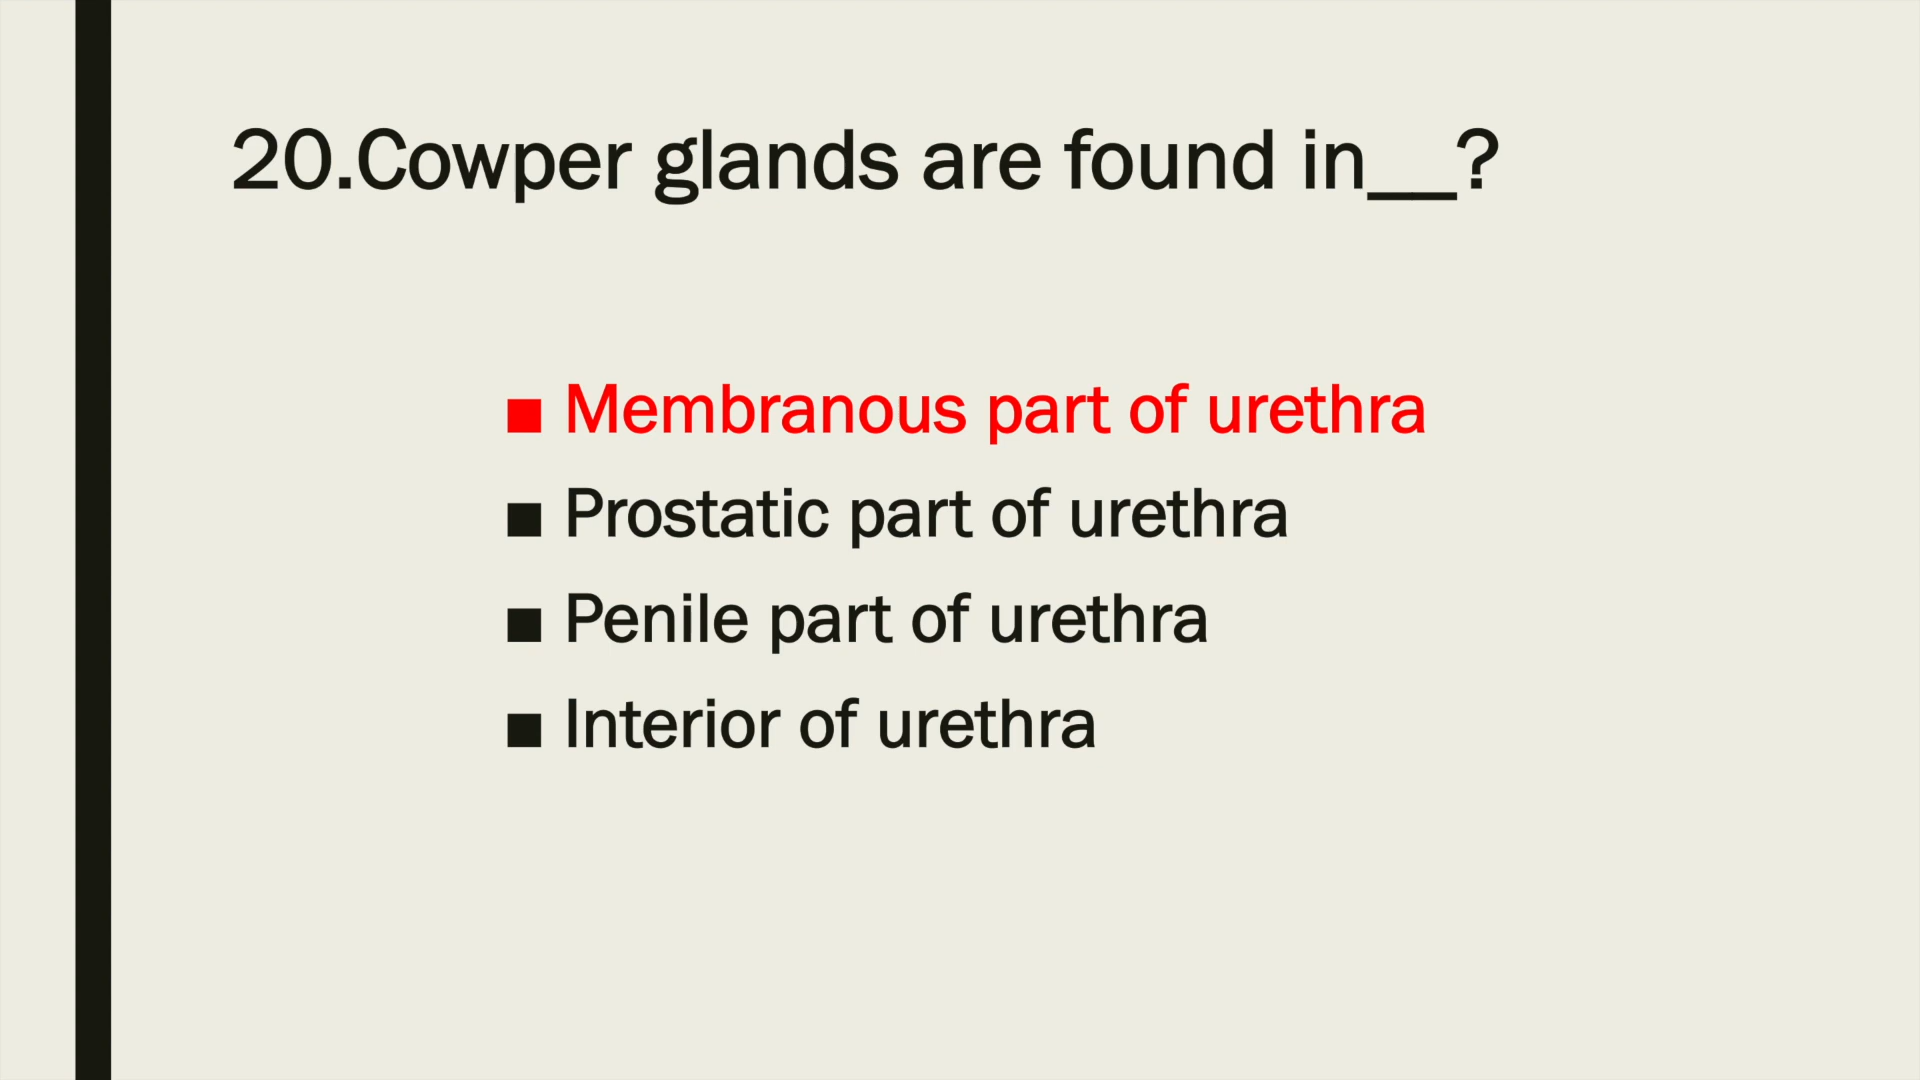 20.Cowper glands are found in__?
■ Membranous part of urethra
■ Prostatic part of urethra
■ Penile part of urethra
■ Interior of urethra